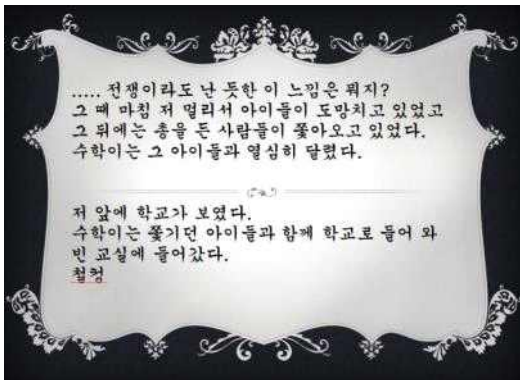 ..... 전쟁이라도 난 듯한 이 느낌은 뭐지?
그 때 마침 저 멀리서 아이들이 도망치고 있었고
그 뒤에는 총을 든 사람들이 쫓아오고 있었다.
수학이는 그 아이들과 열심히 달렸다.
저 앞에 학교가 보였다.
수학이는 쫓기던 아이들과 함께 학교로 들어 와
빈 교실에 들어갔다.
철컹